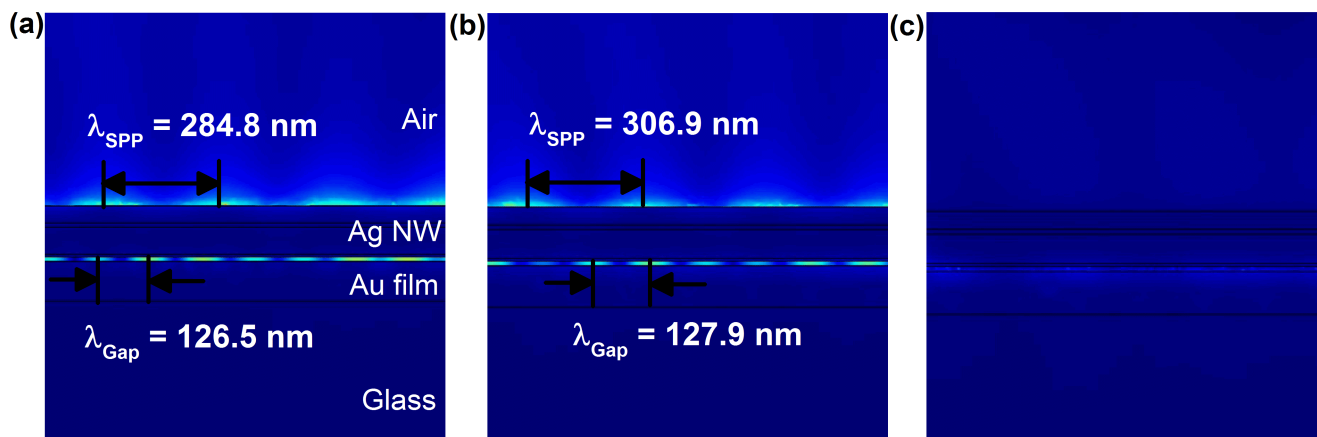 (a)
λSPP = 284.8 nm
Air
Ag NW
Au film
λGap = 126.5 nm
Glass
(b)
λSPP = 306.9 nm
λGap = 127.9 nm
(c)